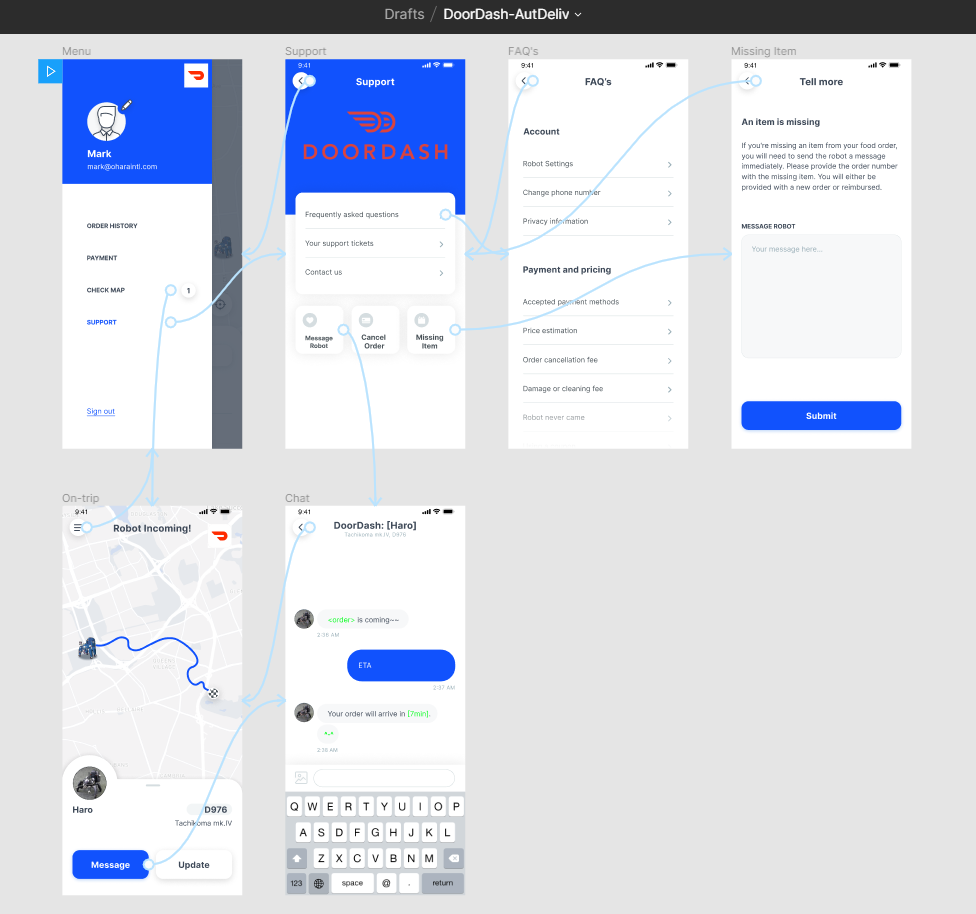 Drafts / DoorDash-AutDeliv
Menu
Mark
mark@oharaintl.com
ORDER HISTORY
PAYMENT
CHECK MAP
1
SUPPORT
Sign out
Support
9:41
Support
DOORDASH
Frequently asked questions
Your support tickets
Contact us
Message
Robot
Cancel
Order
Missing
Item
FAQ's
9:41
FAQ's
Account
Robot Settings
Change phone number
Privacy information
Payment and pricing
Accepted payment methods
Price estimation
Order cancellation fee
Damage or cleaning fee
Robot never came
Missing Item
9:41
Tell more
An item is missing
If you're missing an item from your food order,
you will need to send the robot a message
immediately. Please provide the order number
with the missing item. You will either be
provided with a new order or reimbursed.
MESSAGE ROBOT
Your message here...
Submit
On-trip
9:41
Robot Incoming!
Haro
D976
Tachikoma mk.IV
Message
Update
Chat
9:41
DoorDash: [Haro]
Tachikoma mk.IV, D976
<order> is coming~~
2:36 AM
ETA
2:37 AM
Your order will arrive in [7min].
^-^
2:38 AM
Q W E R T Y U I O P
A S D F G H J K L
Z X C V B N M
123 space @ . return